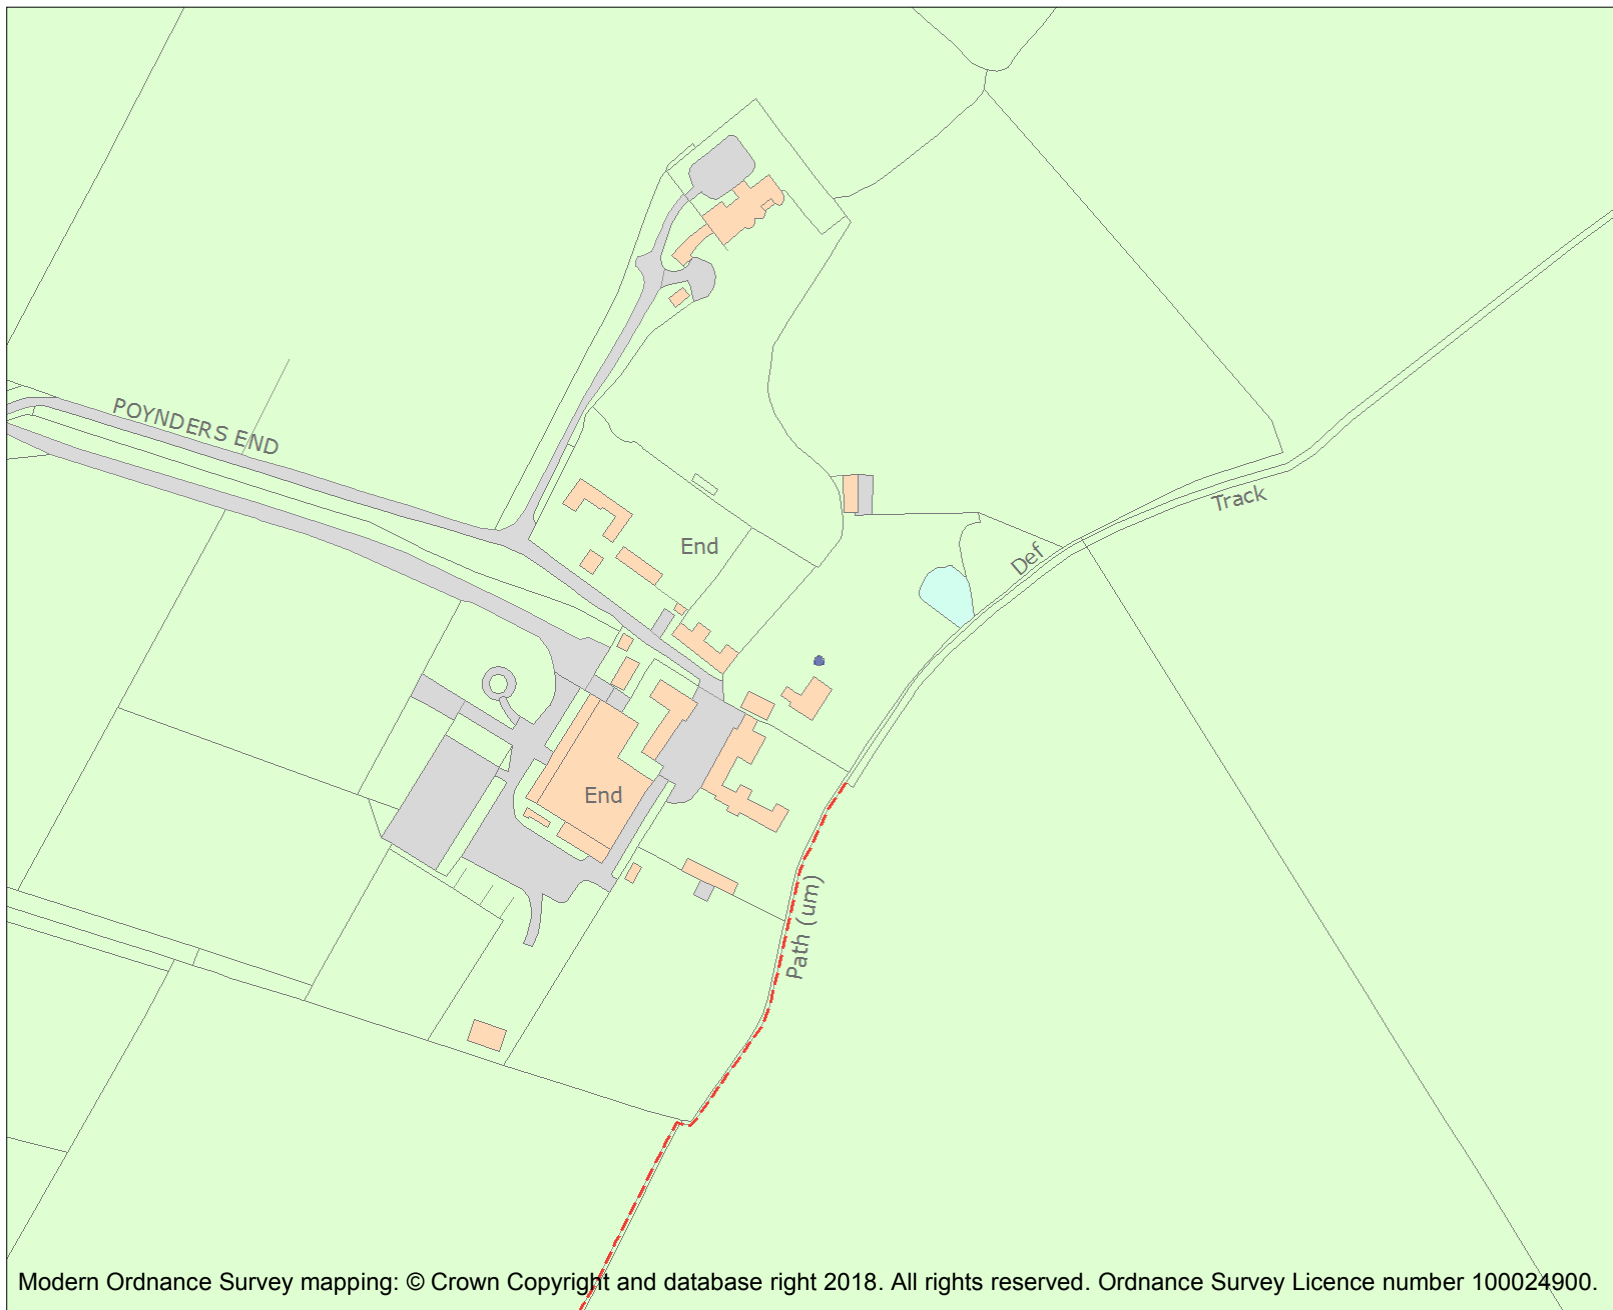 POYNDERS END
Track
End
Def
End
Path (um)
Modern Ordnance Survey mapping: © Crown Copyright and database right 2018. All rights reserved. Ordnance Survey Licence number 100024900.